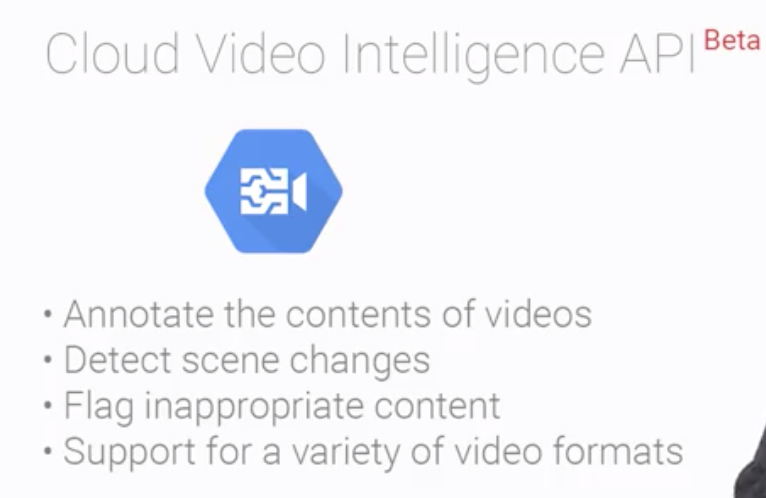 Cloud Video Intelligence API Beta
• Annotate the contents of videos
• Detect scene changes
• Flag inappropriate content
• Support for a variety of video formats